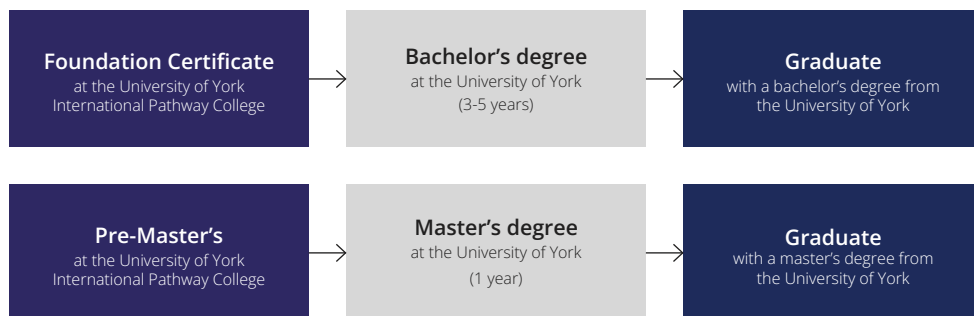 Foundation Certificate
at the University of York
International Pathway College
Bachelor’s degree
at the University of York
(3-5 years)
Graduate
with a bachelor’s degree from
the University of York
Pre-Master’s
at the University of York
International Pathway College
Master’s degree
at the University of York
(1 year)
Graduate
with a master’s degree from
the University of York